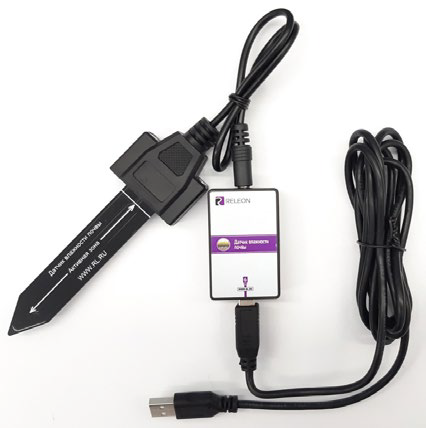 Датчик влажности почвы
Активная зона
WWW.RL.RU
RELEON
Датчик влажности
почвы